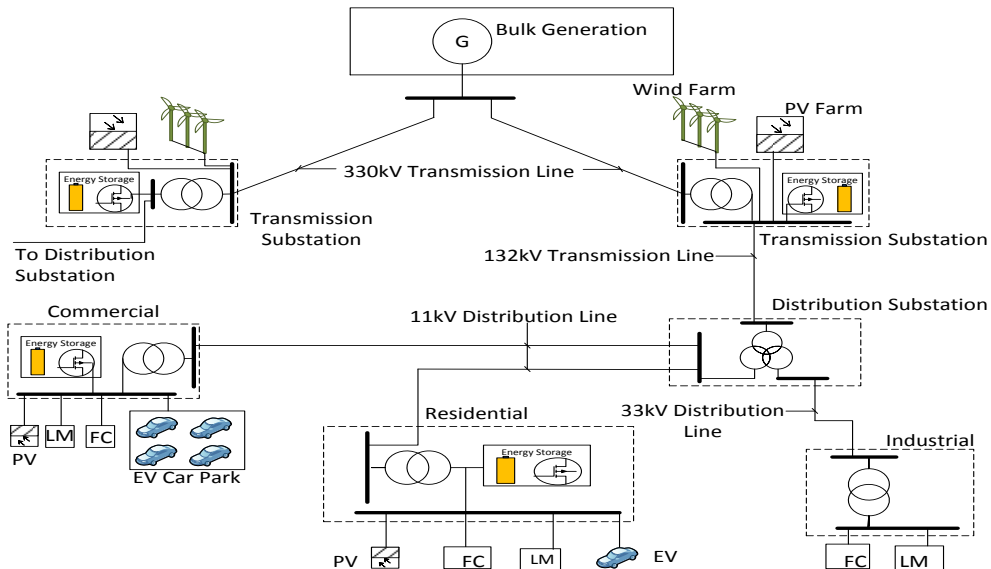 Bulk Generation
G
Wind Farm
PV Farm
330kV Transmission Line
Energy Storage
Energy Storage
Transmission
Substation
To Distribution
Substation
Transmission Substation
132kV Transmission Line
Distribution Substation
Commercial
11kV Distribution Line
Energy Storage
33kV Distribution
Line
Residential
Industrial
PV
LM
FC
EV Car Park
Energy Storage
PV
FC
LM
EV
FC
LM